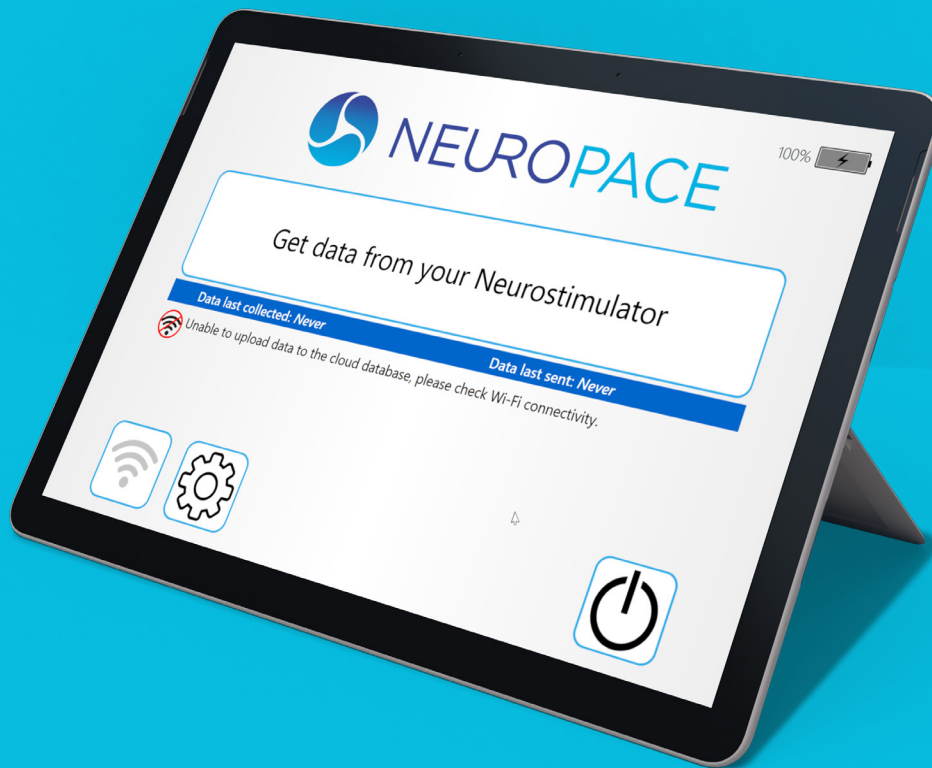 NEUROPACE
100%
Get data from your Neurostimulator
Data last collected: Never
Data last sent: Never
Unable to upload data to the cloud database, please check Wi-Fi connectivity.